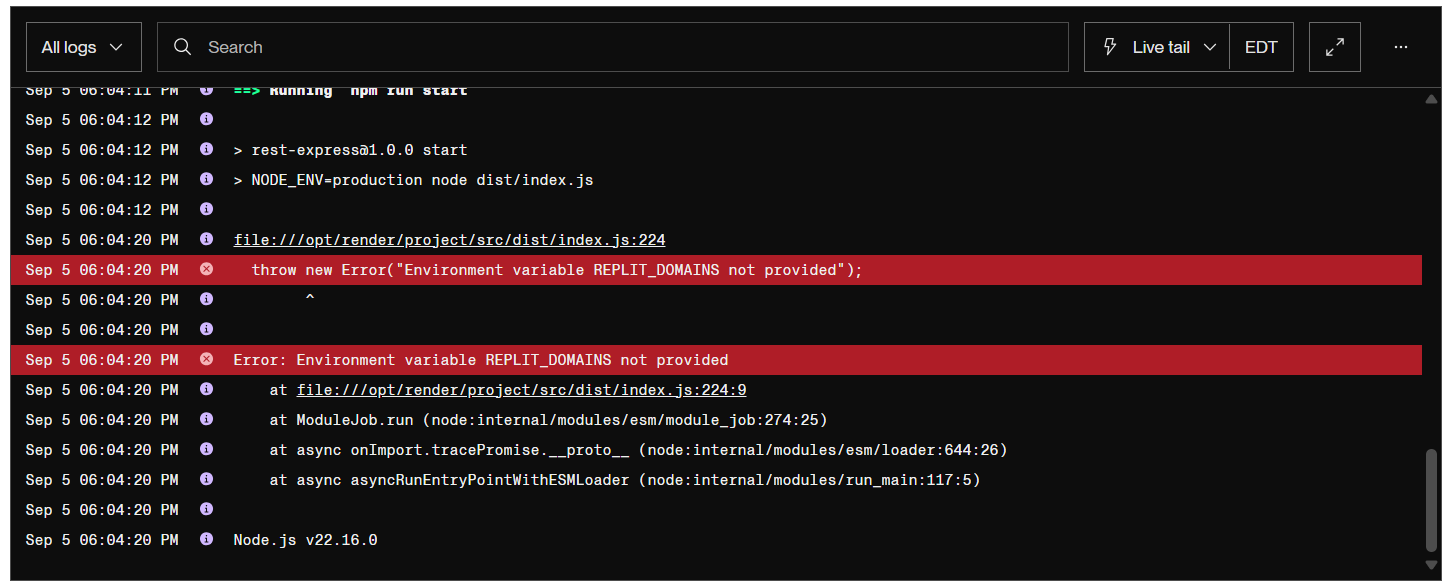 All logs
Search
Live tail
EDT
...
Sep 5 06:04:11 PM ==> Running 'npm run start
Sep 5 06:04:12 PM
Sep 5 06:04:12 PM > rest-express@1.0.0 start
Sep 5 06:04:12 PM > NODE_ENV=production node dist/index.js
Sep 5 06:04:12 PM
Sep 5 06:04:20 PM file:///opt/render/project/src/dist/index.js:224
Sep 5 06:04:20 PM throw new Error("Environment variable REPLIT_DOMAINS not provided");
Sep 5 06:04:20 PM ^
Sep 5 06:04:20 PM
Sep 5 06:04:20 PM Error: Environment variable REPLIT_DOMAINS not provided
Sep 5 06:04:20 PM at file:///opt/render/project/src/dist/index.js:224:9
Sep 5 06:04:20 PM at ModuleJob.run (node:internal/modules/esm/module_job:274:25)
Sep 5 06:04:20 PM at async onImport.tracePromise.__proto__ (node:internal/modules/esm/loader:644:26)
Sep 5 06:04:20 PM at async asyncRunEntryPointWithESMLoader (node:internal/modules/run_main:117:5)
Sep 5 06:04:20 PM
Sep 5 06:04:20 PM Node.js v22.16.0